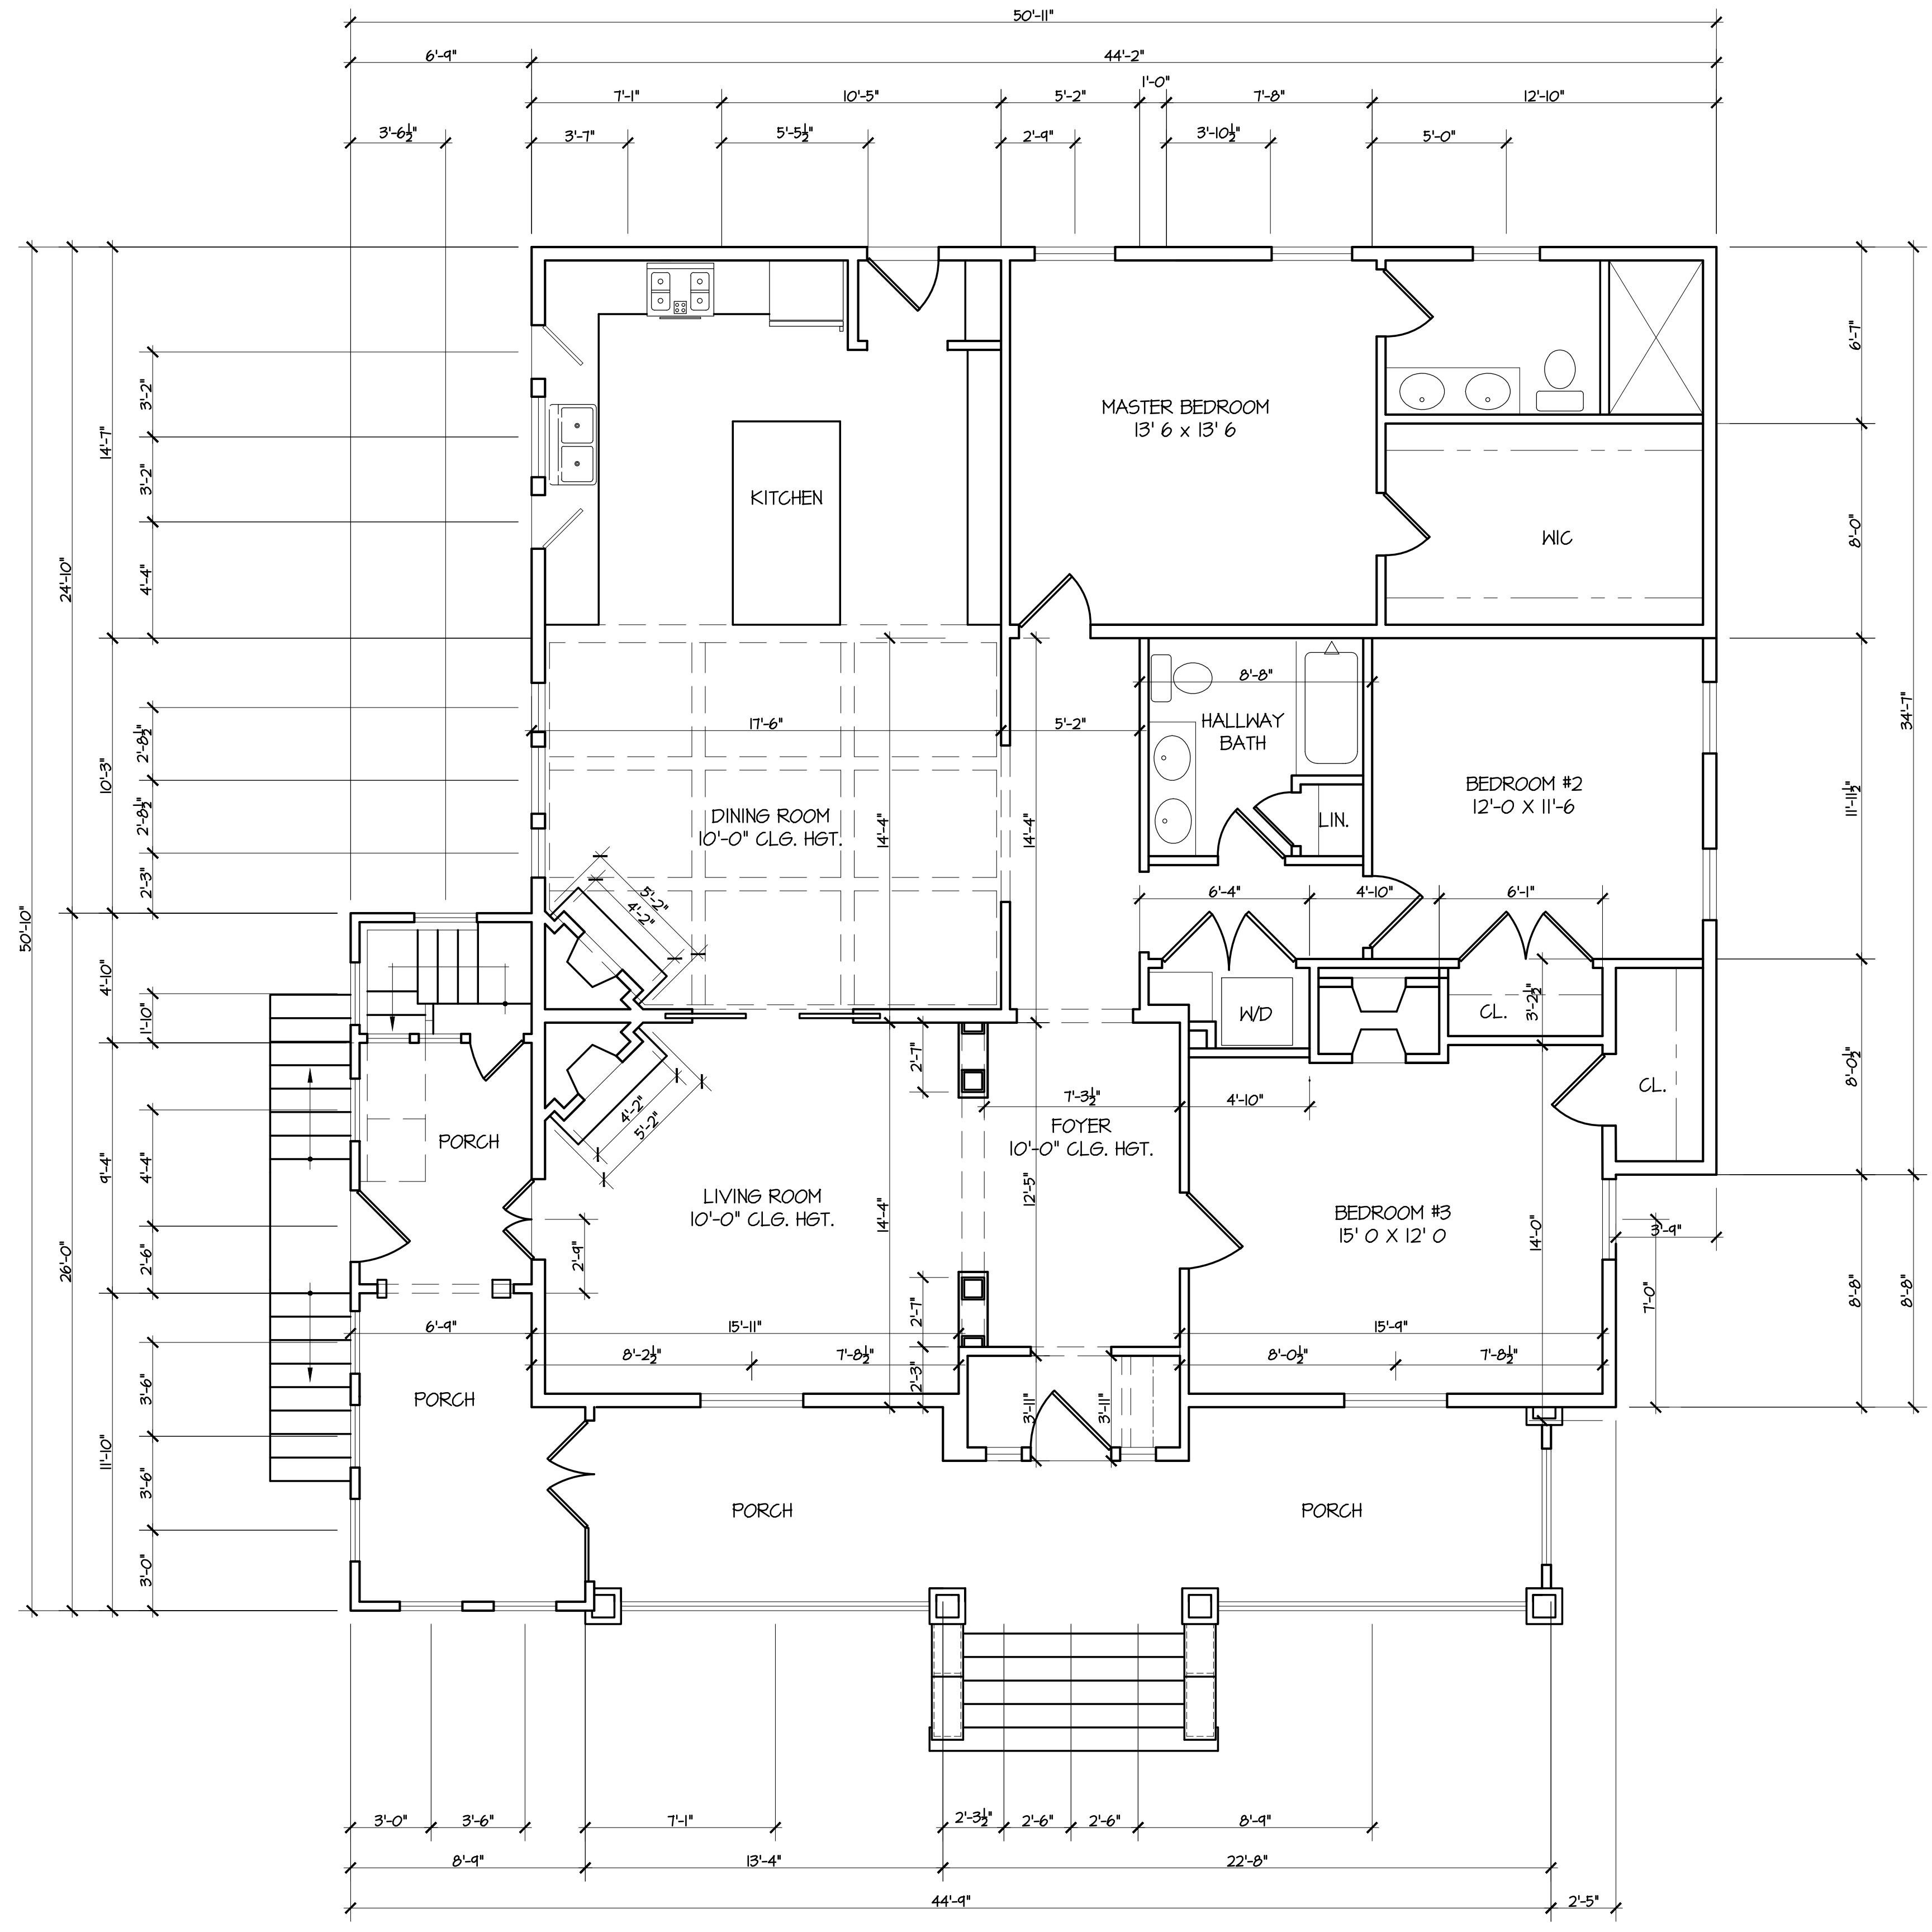 50'-11"
6'-9" 44'-2"
1'-0"
7'-1" 10'-5" 5'-2" 7'-8" 12'-10"
3'-6½" 3'-7" 5'-5½" 2'-9" 3'-10½" 5'-0"
50'-10"
24'-10"
26'-0"
14'-7"
10'-3"
4'-10"
9'-4"
11'-10"
3'-2"
3'-2"
4'-4"
2'-8½"
2'-8½"
2'-3"
1'-10"
4'-4"
2'-6"
3'-6"
3'-6"
3'-0"
MASTER BEDROOM
13' 6 x 13' 6
KITCHEN
WIC
6'-7"
8'-0"
11'-11½"
8'-0½"
8'-8"
34'-7"
8'-8"
17'-6"
5'-2"
8'-8"
HALLWAY
BATH
LIN.
BEDROOM #2
12'-0 X 11'-6
DINING ROOM
10'-0" CLG. HGT.
14'-4"
14'-4"
5'-2"
4'-2"
6'-4" 4'-10" 6'-1"
W/D
CL.
3'-2½"
CL.
2'-7"
7'-3½"
4'-10"
4'-2"
5'-2"
PORCH
FOYER
10'-0" CLG. HGT.
LIVING ROOM
10'-0" CLG. HGT.
14'-4"
12'-5"
BEDROOM #3
15' 0 X 12' 0
14'-0"
3'-9"
7'-0"
2'-9"
2'-7"
6'-9" 15'-11" 15'-9"
8'-2½" 7'-8½" 8'-0½" 7'-8½"
2'-3"
3'-11"
3'-11"
PORCH
PORCH
PORCH
3'-0" 3'-6" 7'-1" 2'-3½" 2'-6" 2'-6" 8'-9"
8'-9" 13'-4" 22'-8"
44'-9" 2'-5"